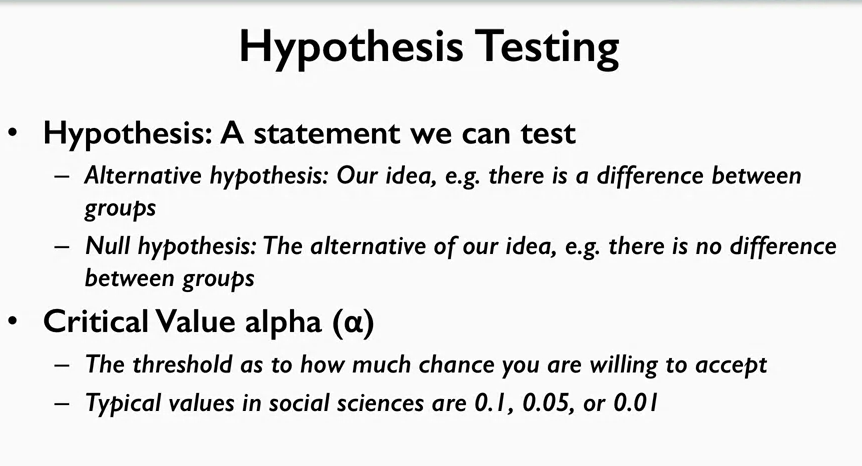 Hypothesis Testing
• Hypothesis: A statement we can test
– Alternative hypothesis: Our idea, e.g. there is a difference between
groups
– Null hypothesis: The alternative of our idea, e.g. there is no difference
between groups
• Critical Value alpha (α)
– The threshold as to how much chance you are willing to accept
– Typical values in social sciences are 0.1, 0.05, or 0.01